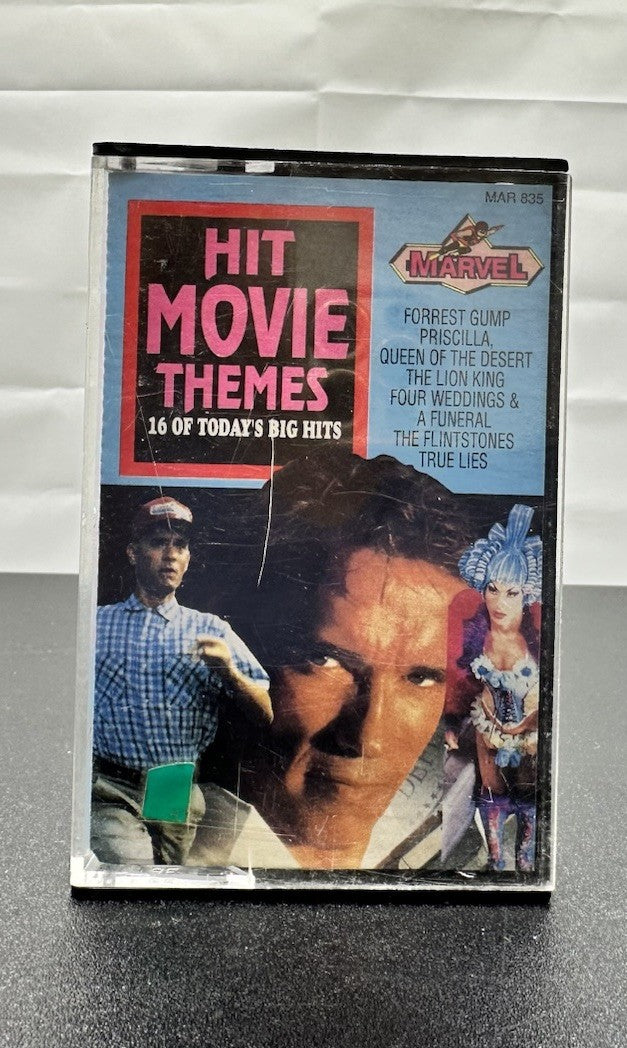 MAR 835
HIT
MOVIE
THEMES
16 OF TODAY'S BIG HITS
MARVEL
FORREST GUMP
PRISCILLA,
QUEEN OF THE DESERT
THE LION KING
FOUR WEDDINGS &
A FUNERAL
THE FLINTSTONES
TRUE LIES